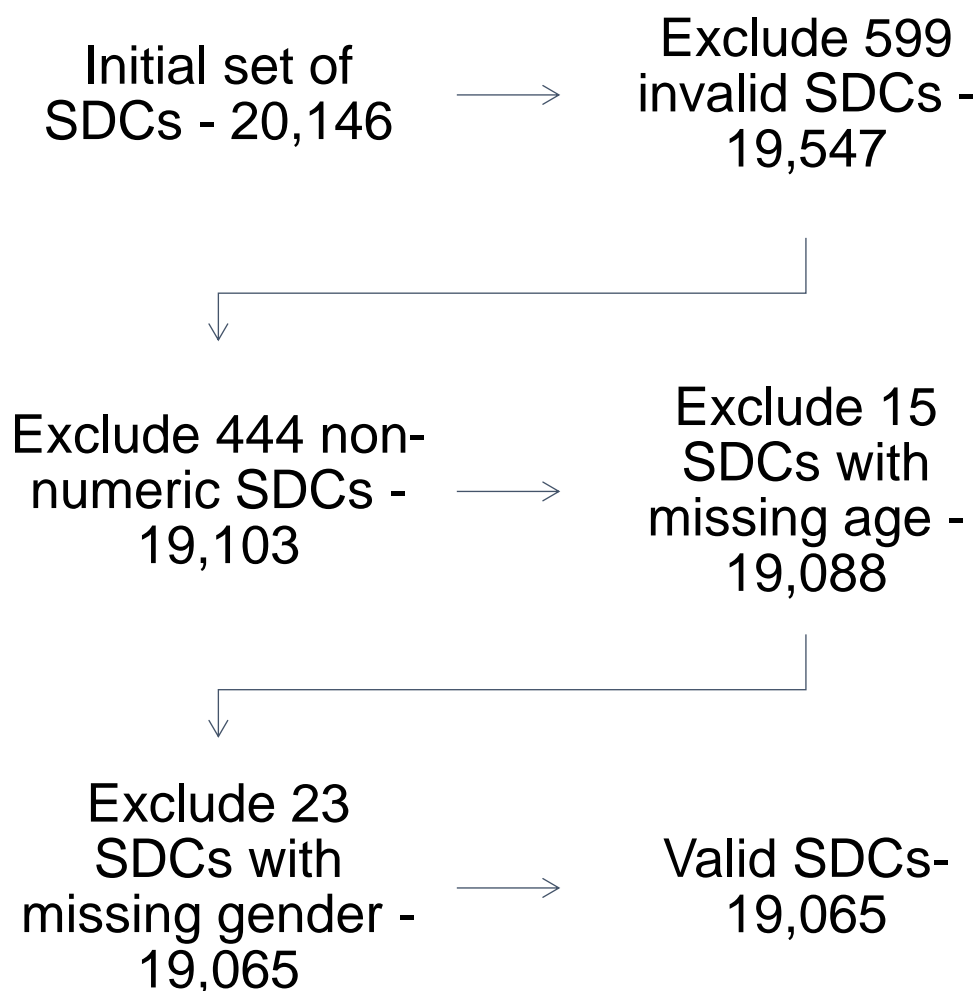 Initial set of
SDCs - 20,146
Exclude 599
invalid SDCs -
19,547
Exclude 444 non-
numeric SDCs -
19,103
Exclude 15
SDCs with
missing age -
19,088
Exclude 23
SDCs with
missing gender -
19,065
Valid SDCs-
19,065